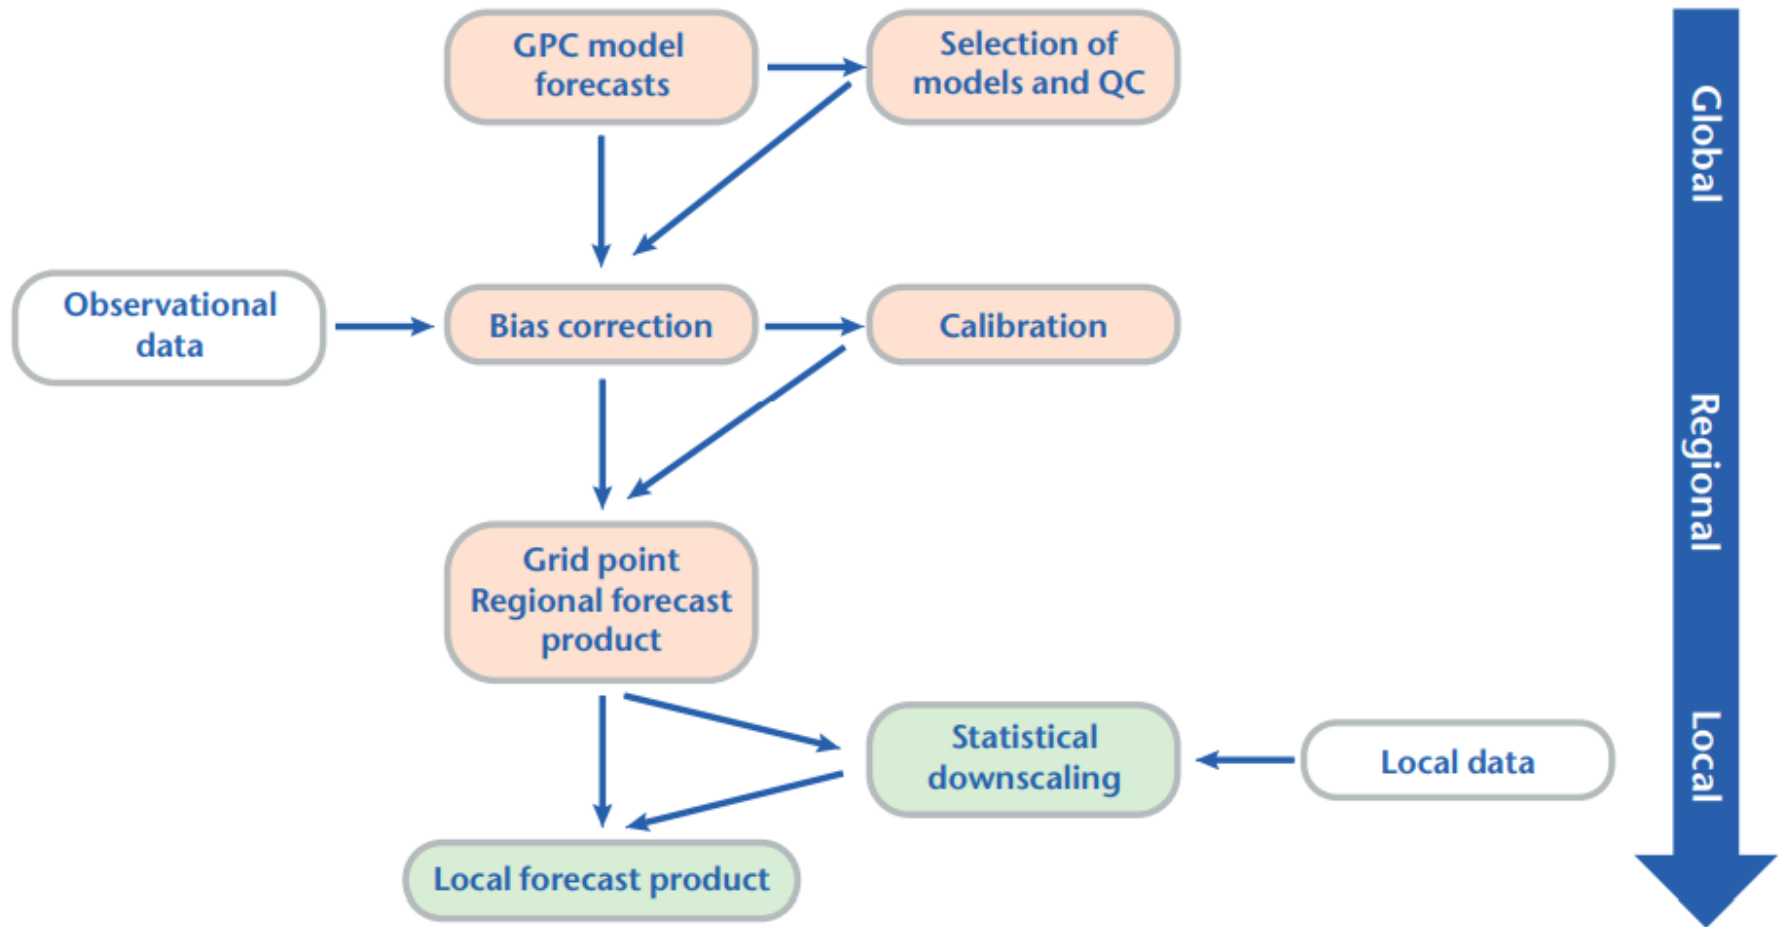 GPC model
forecasts
Selection of
models and QC
Global
Observational
data
Bias correction
Calibration
Regional
Grid point
Regional forecast
product
Statistical
downscaling
Local data
Local
Local forecast product